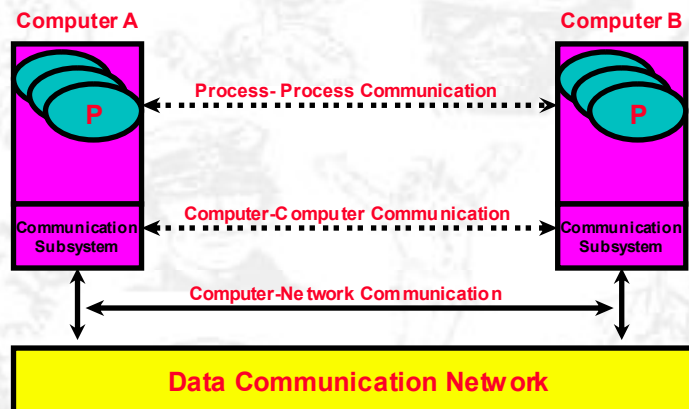 Computer A
Computer B
Process- Process Communication
P
P
Computer-Computer Communication
Communication
Subsystem
Communication
Subsystem
Computer-Network Communication
Data Communication Network